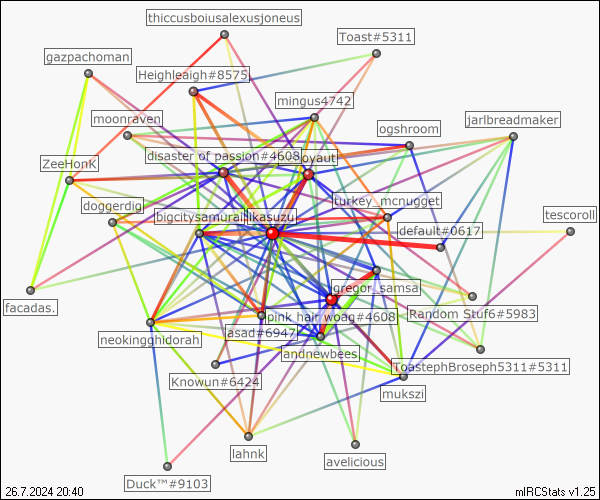 thiccusboiusalexusjoneus
Toast#5311
gazpachoman
Heighleaigh#8575
mingus4742
moonraven
ogshroom
jarlbreadmaker
disaster of passion#4608
oyaut
ZeeHonK
turkey_mcnugget
doggerdig
bigcitysamurai
ikasuzu
tescoroll
default#0617
gregor_samsa
facadas.
pink hair woag#4608
Random Stuf6#5983
asad#6947
neokingghidorah
andnewbees
ToastephBroseph5311#5311
Knowun#6424
mukszi
lahnk
avelicious
Duck™#9103
26.7.2024 20:40
mIRCStats v1.25